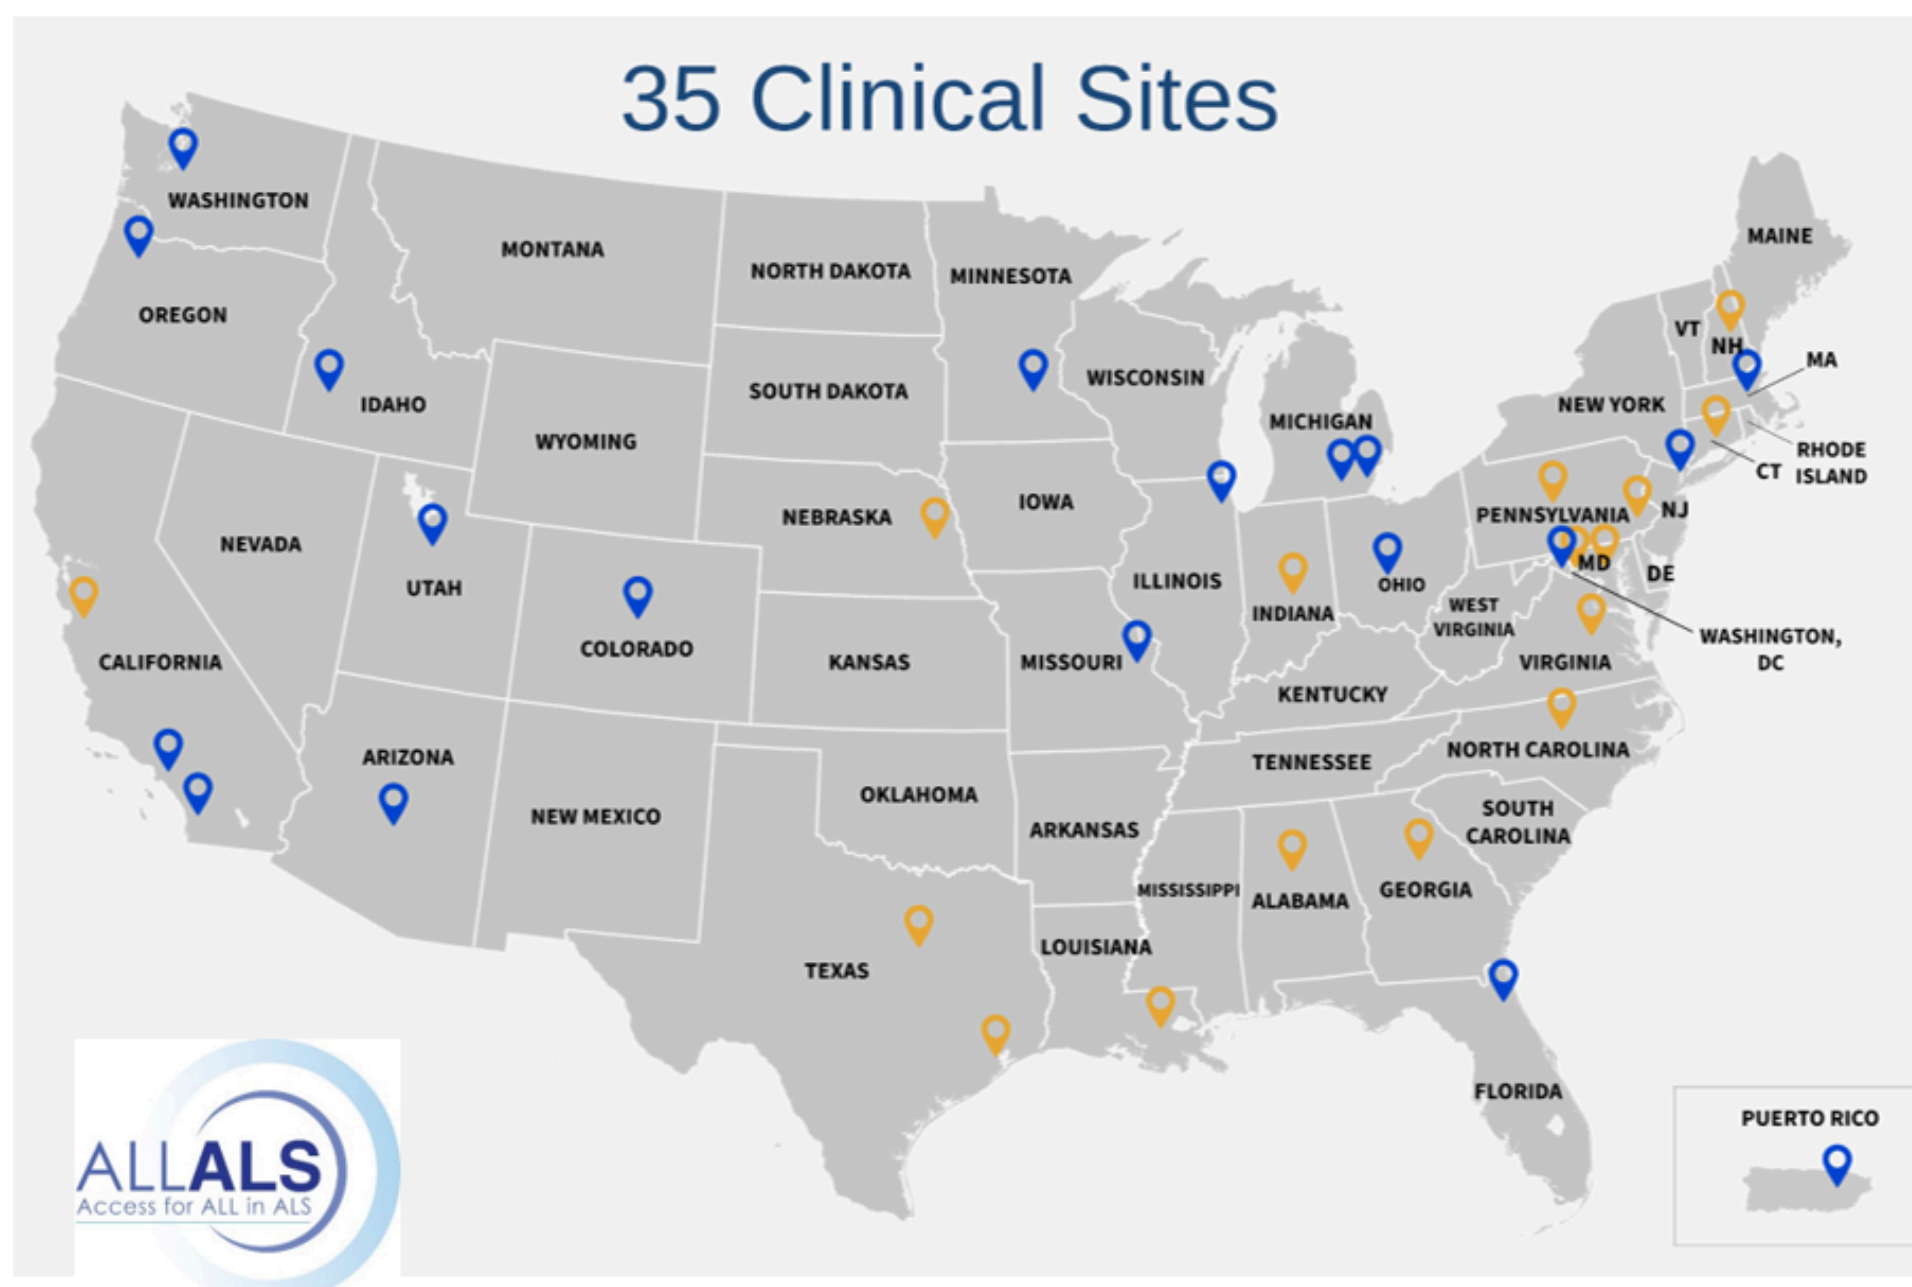 35 Clinical Sites
WASHINGTON
MONTANA
NORTH DAKOTA
MINNESOTA
MAINE
OREGON
VT
NH
MA
IDAHO
SOUTH DAKOTA
WISCONSIN
MICHIGAN
NEW YORK
WYOMING
RHODE
ISLAND
CT
NEVADA
NEBRASKA
IOWA
PENNSYLVANIA
NJ
UTAH
ILLINOIS
INDIANA
OHIO
MD
DE
WEST
VIRGINIA
WASHINGTON,
DC
CALIFORNIA
COLORADO
KANSAS
MISSOURI
KENTUCKY
VIRGINIA
ARIZONA
NEW MEXICO
OKLAHOMA
ARKANSAS
TENNESSEE
NORTH CAROLINA
SOUTH
CAROLINA
MISSISSIPPI
ALABAMA
GEORGIA
TEXAS
LOUISIANA
FLORIDA
PUERTO RICO
ALLALS
Access for ALL in ALS